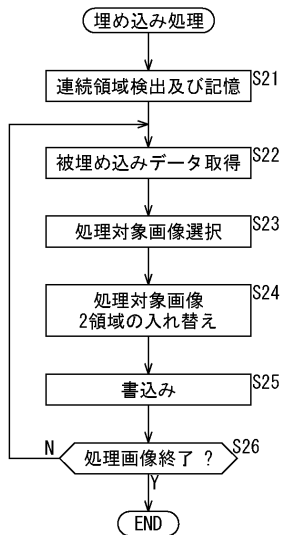 埋め込み処理
連続領域検出及び記憶
S21
被埋め込みデータ取得
S22
処理対象画像選択
S23
処理対象画像
2領域の入れ替え
S24
書込み
S25
処理画像終了 ?
S26
N
Y
END